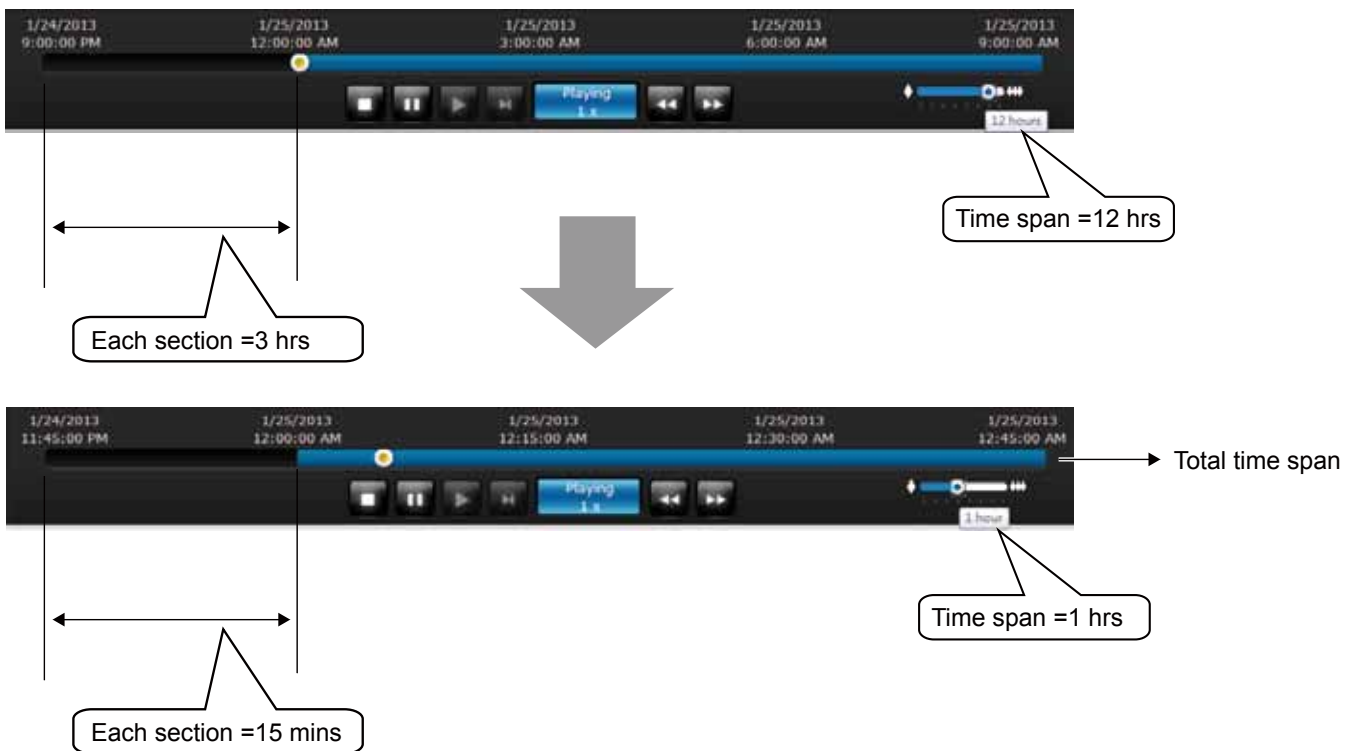 1/24/2013 1/25/2013 1/25/2013 1/25/2013 1/25/2013
9:00:00 PM 12:00:00 AM 3:00:00 AM 6:00:00 AM 9:00:00 AM
Playing
1 x
12 hours
Time span =12 hrs
Each section =3 hrs
1/24/2013 1/25/2013 1/25/2013 1/25/2013 1/25/2013
11:45:00 PM 12:00:00 AM 12:15:00 AM 12:30:00 AM 12:45:00 AM
Total time span
Playing
1 x
1 hour
Time span =1 hrs
Each section =15 mins